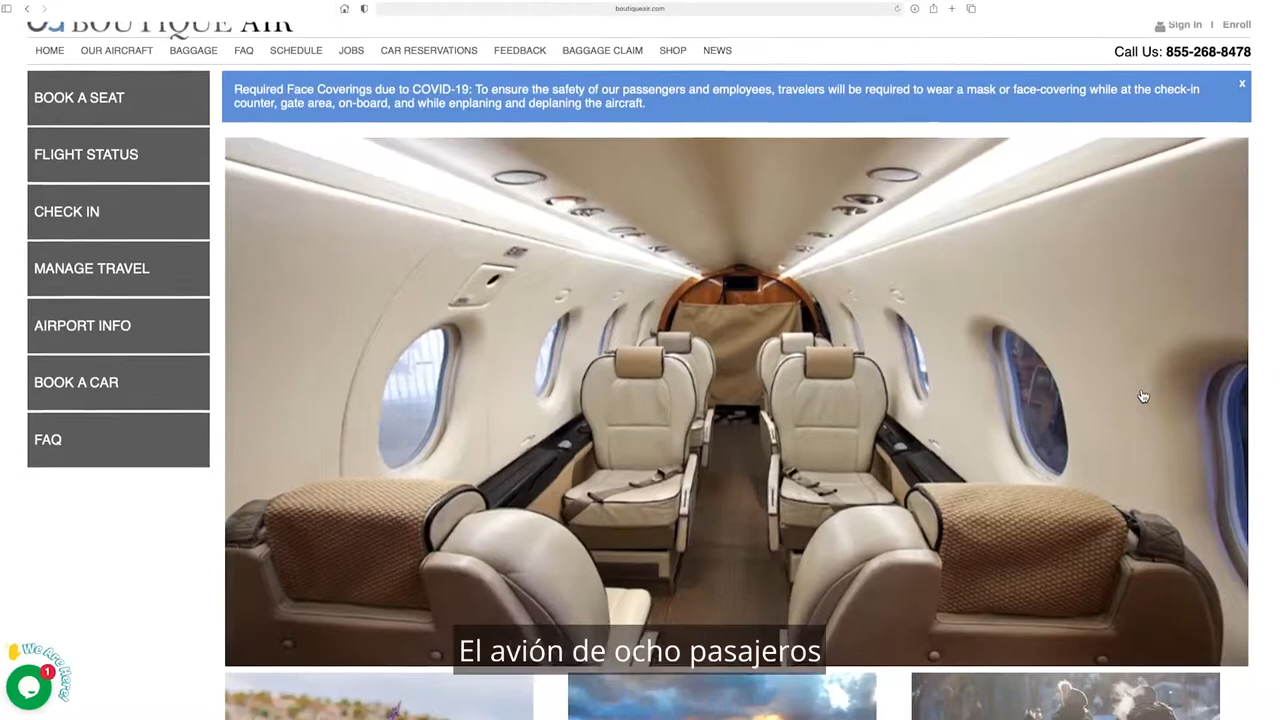 boutiqueair.com
BOUTIQUE AIR
Sign In | Enroll
HOME OUR AIRCRAFT BAGGAGE FAQ SCHEDULE JOBS CAR RESERVATIONS FEEDBACK BAGGAGE CLAIM SHOP NEWS
Call Us: 855-268-8478
BOOK A SEAT
FLIGHT STATUS
CHECK IN
MANAGE TRAVEL
AIRPORT INFO
BOOK A CAR
FAQ
Required Face Coverings due to COVID-19: To ensure the safety of our passengers and employees, travelers will be required to wear a mask or face-covering while at the check-in
counter, gate area, on-board, and while enplaning and deplaning the aircraft.
x
El avión de ocho pasajeros
We Are Here!
1